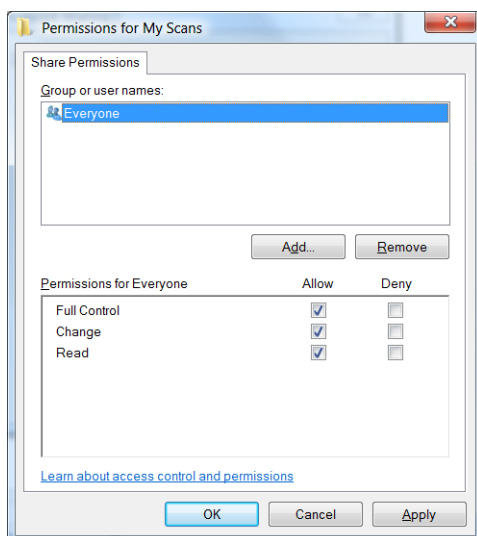 Permissions for My Scans
Share Permissions
Group or user names:
Everyone
Add... Remove
Permissions for Everyone Allow Deny
Full Control
Change
Read
Learn about access control and permissions
OK Cancel Apply